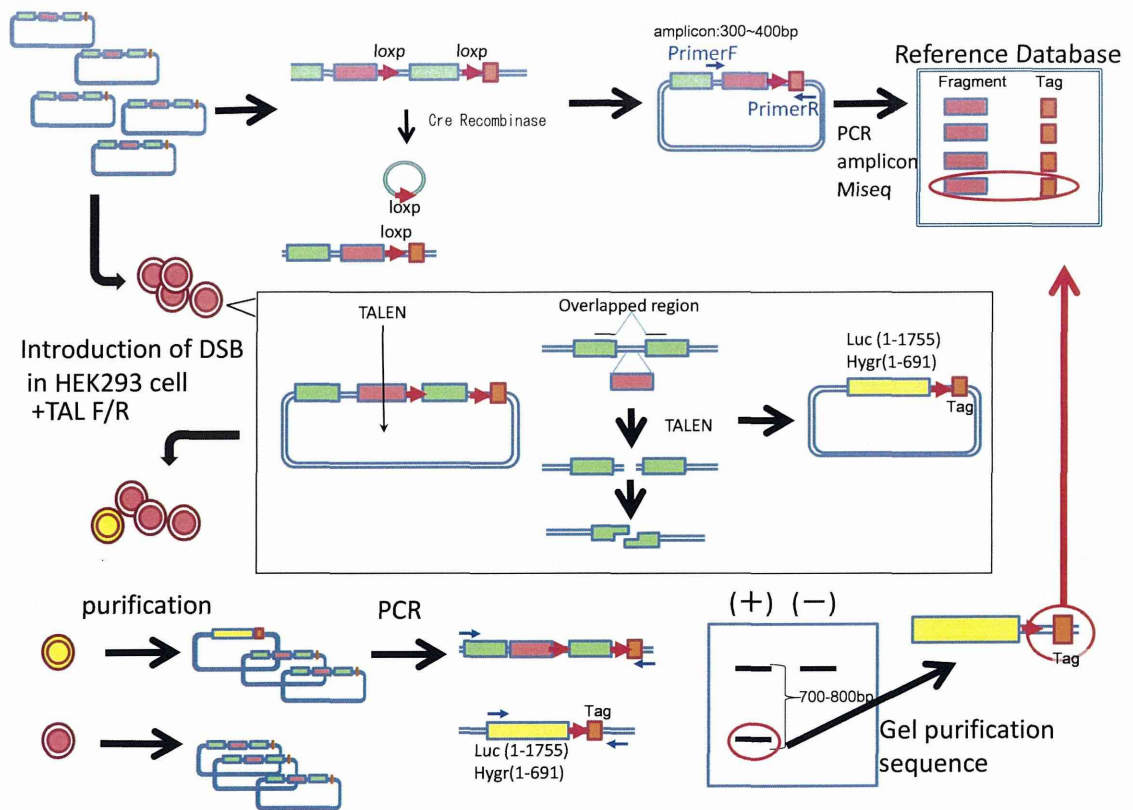 loxp
loxp
Cre Recombinase
loxp
loxp
amplicon:300~400bp
PrimerF
PrimerR
PCR
amplicon
Miseq
Reference Database
Fragment
Tag
Introduction of DSB
in HEK293 cell
+TAL F/R
TALEN
Overlapped region
TALEN
Luc (1-1755)
Hygr(1-691)
Tag
purification
PCR
Tag
Luc (1-1755)
Hygr(1-691)
(+) (-)
700-800bp
Gel purification
sequence
Tag